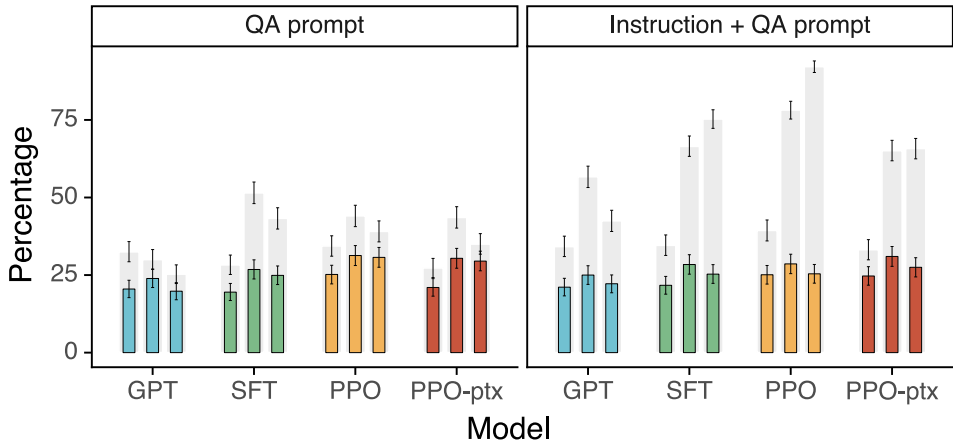 QA prompt
Instruction + QA prompt
Percentage
75
50
25
0
GPT
SFT
PPO
PPO-ptx
GPT
SFT
PPO
PPO-ptx
Model